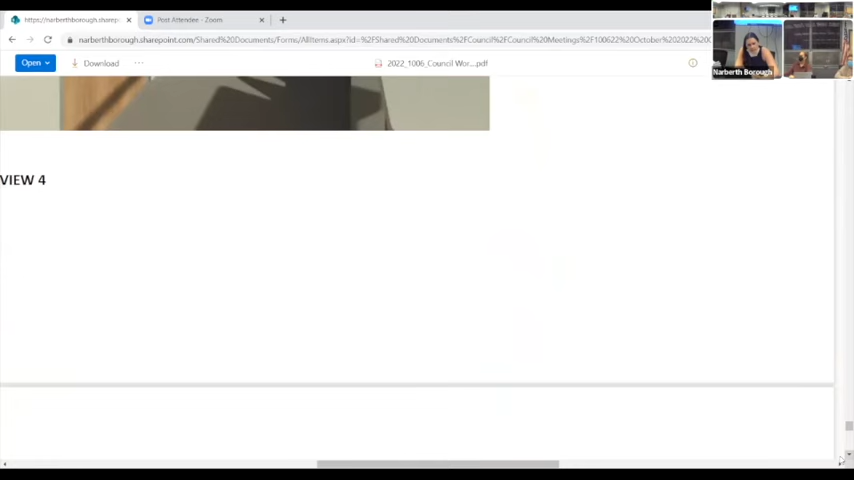 https://narberthborough.sharep
Post Attendee - Zoom
narberthborough.sharepoint.com/Shared%20Documents/Forms/AllItems.aspx?id=%2FShared%20Documents%2FCouncil%2FCouncil%20Meetings%2F100622%20October%202022%20
Open
Download
2022_1006_Council Wor...pdf
Narberth Borough
VIEW 4